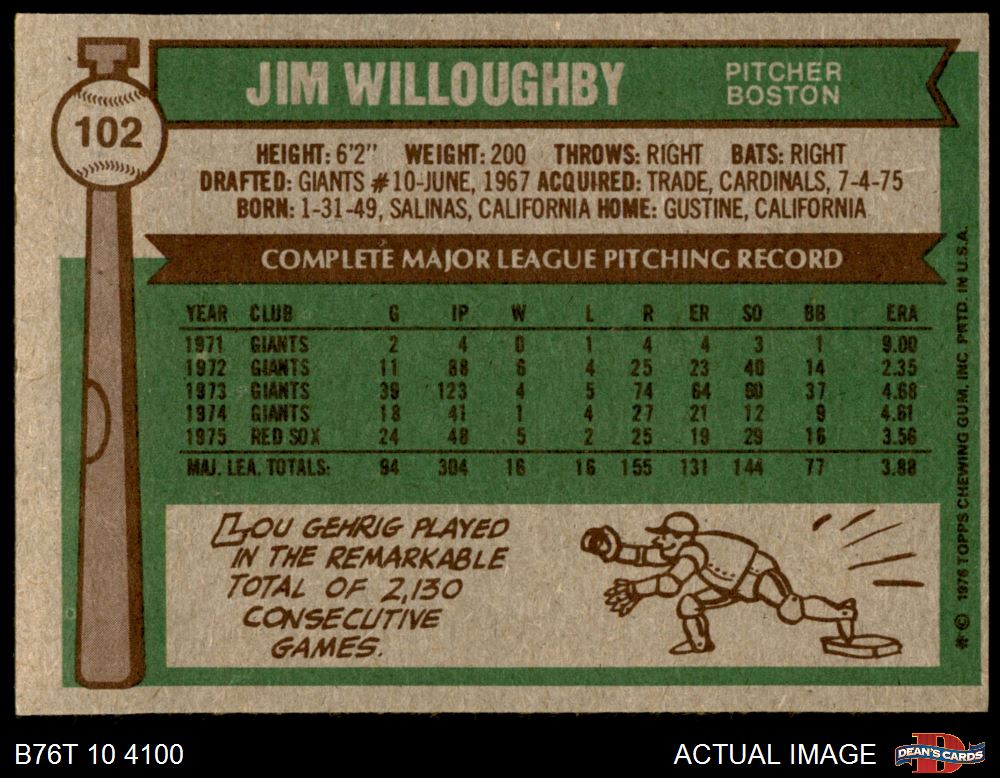 102
JIM WILLOUGHBY
PITCHER
BOSTON
HEIGHT: 6'2" WEIGHT: 200 THROWS: RIGHT BATS: RIGHT
DRAFTED: GIANTS #10-JUNE, 1967 ACQUIRED: TRADE, CARDINALS, 7-4-75
BORN: 1-31-49, SALINAS, CALIFORNIA HOME: GUSTINE, CALIFORNIA
COMPLETE MAJOR LEAGUE PITCHING RECORD
YEAR CLUB G IP W L R ER SO BB ERA
1971 GIANTS 2 4 0 1 4 4 3 1 9.00
1972 GIANTS 11 88 6 4 25 23 40 14 2.35
1973 GIANTS 39 123 4 5 74 64 60 37 4.68
1974 GIANTS 18 41 1 4 27 21 12 9 4.61
1975 RED SOX 24 48 5 2 25 19 29 16 3.56
MAJ. LEA. TOTALS: 94 304 16 16 155 131 144 77 3.88
LOU GEHRIG PLAYED
IN THE REMARKABLE
TOTAL OF 2,130
CONSECUTIVE
GAMES.
* © 1976 TOPPS CHEWING GUM, INC. PRTD. IN U.S.A.
B76T 10 4100
ACTUAL IMAGE
DEAN'S CARDS